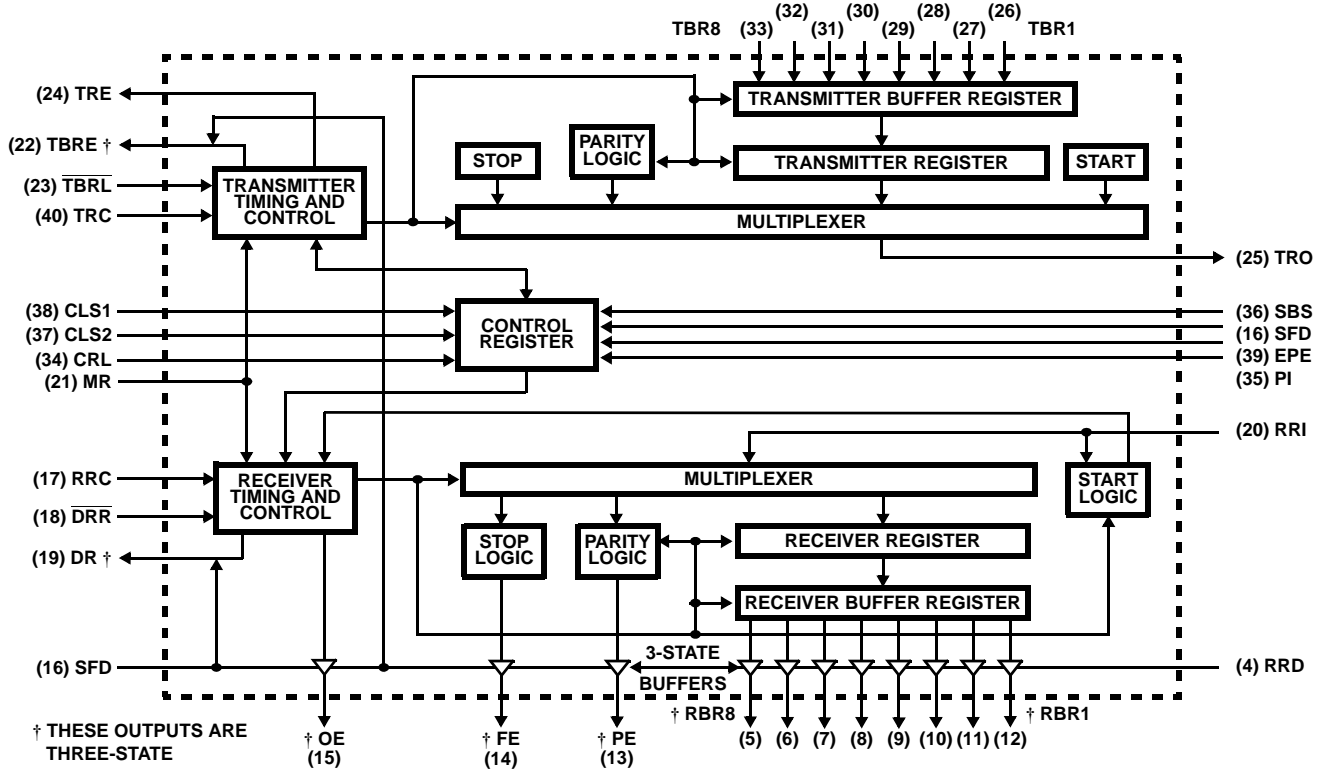 (32) (30) (28) (26)
TBR8 (33) (31) (29) (27) TBR1
(24) TRE
TRANSMITTER BUFFER REGISTER
(22) TBRE †
STOP
PARITY
LOGIC
TRANSMITTER REGISTER
START
(23) TBRL
(40) TRC
TRANSMITTER
TIMING AND
CONTROL
MULTIPLEXER
(25) TRO
(38) CLS1
(37) CLS2
(34) CRL
(21) MR
CONTROL
REGISTER
(36) SBS
(16) SFD
(39) EPE
(35) PI
(20) RRI
(17) RRC
(18) DRR
(19) DR †
RECEIVER
TIMING AND
CONTROL
MULTIPLEXER
START
LOGIC
STOP
LOGIC
PARITY
LOGIC
RECEIVER REGISTER
RECEIVER BUFFER REGISTER
(16) SFD
3-STATE
BUFFERS
(4) RRD
† THESE OUTPUTS ARE
THREE-STATE
† OE
(15)
† FE
(14)
† PE
(13)
† RBR8 † RBR1
(5) (6) (7) (8) (9) (10) (11) (12)